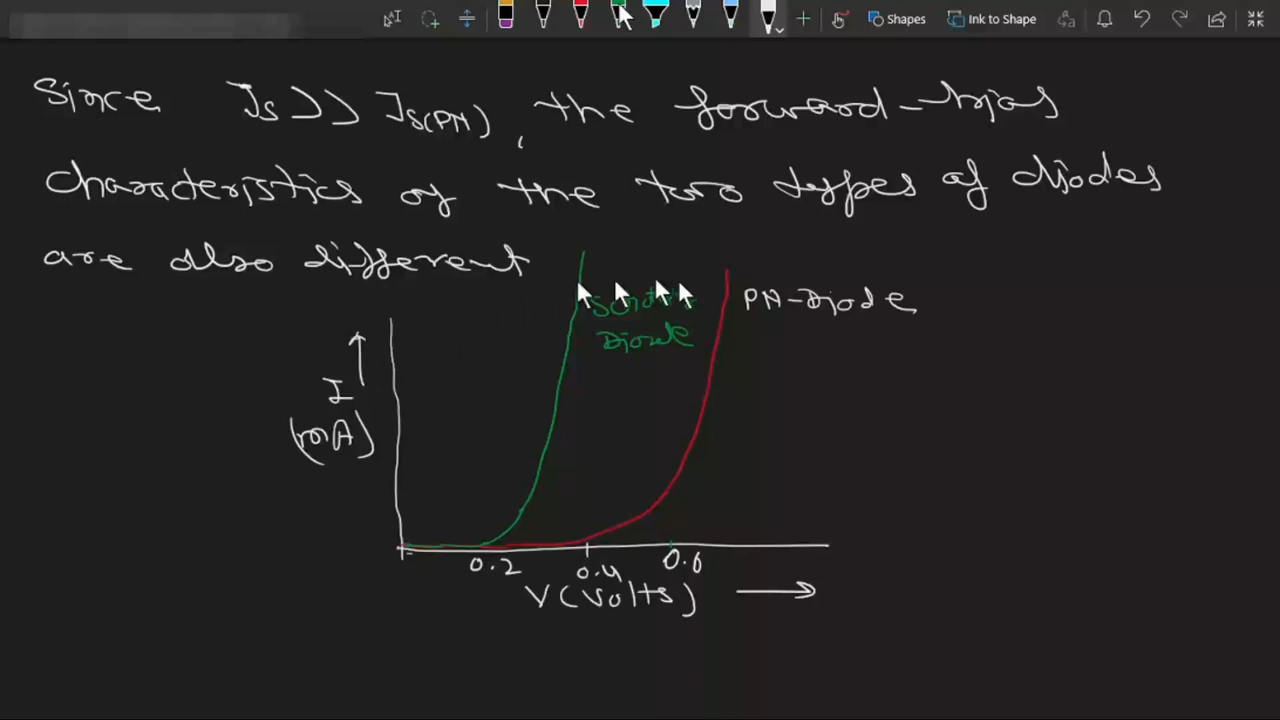 Shapes
Ink to Shape
Since Js >> Js(PN), the forward-bias
characteristics of the two types of diodes
are also different
Diode
PN-Diode
I
(mA)
0.2
0.4
0.6
V (Volts)